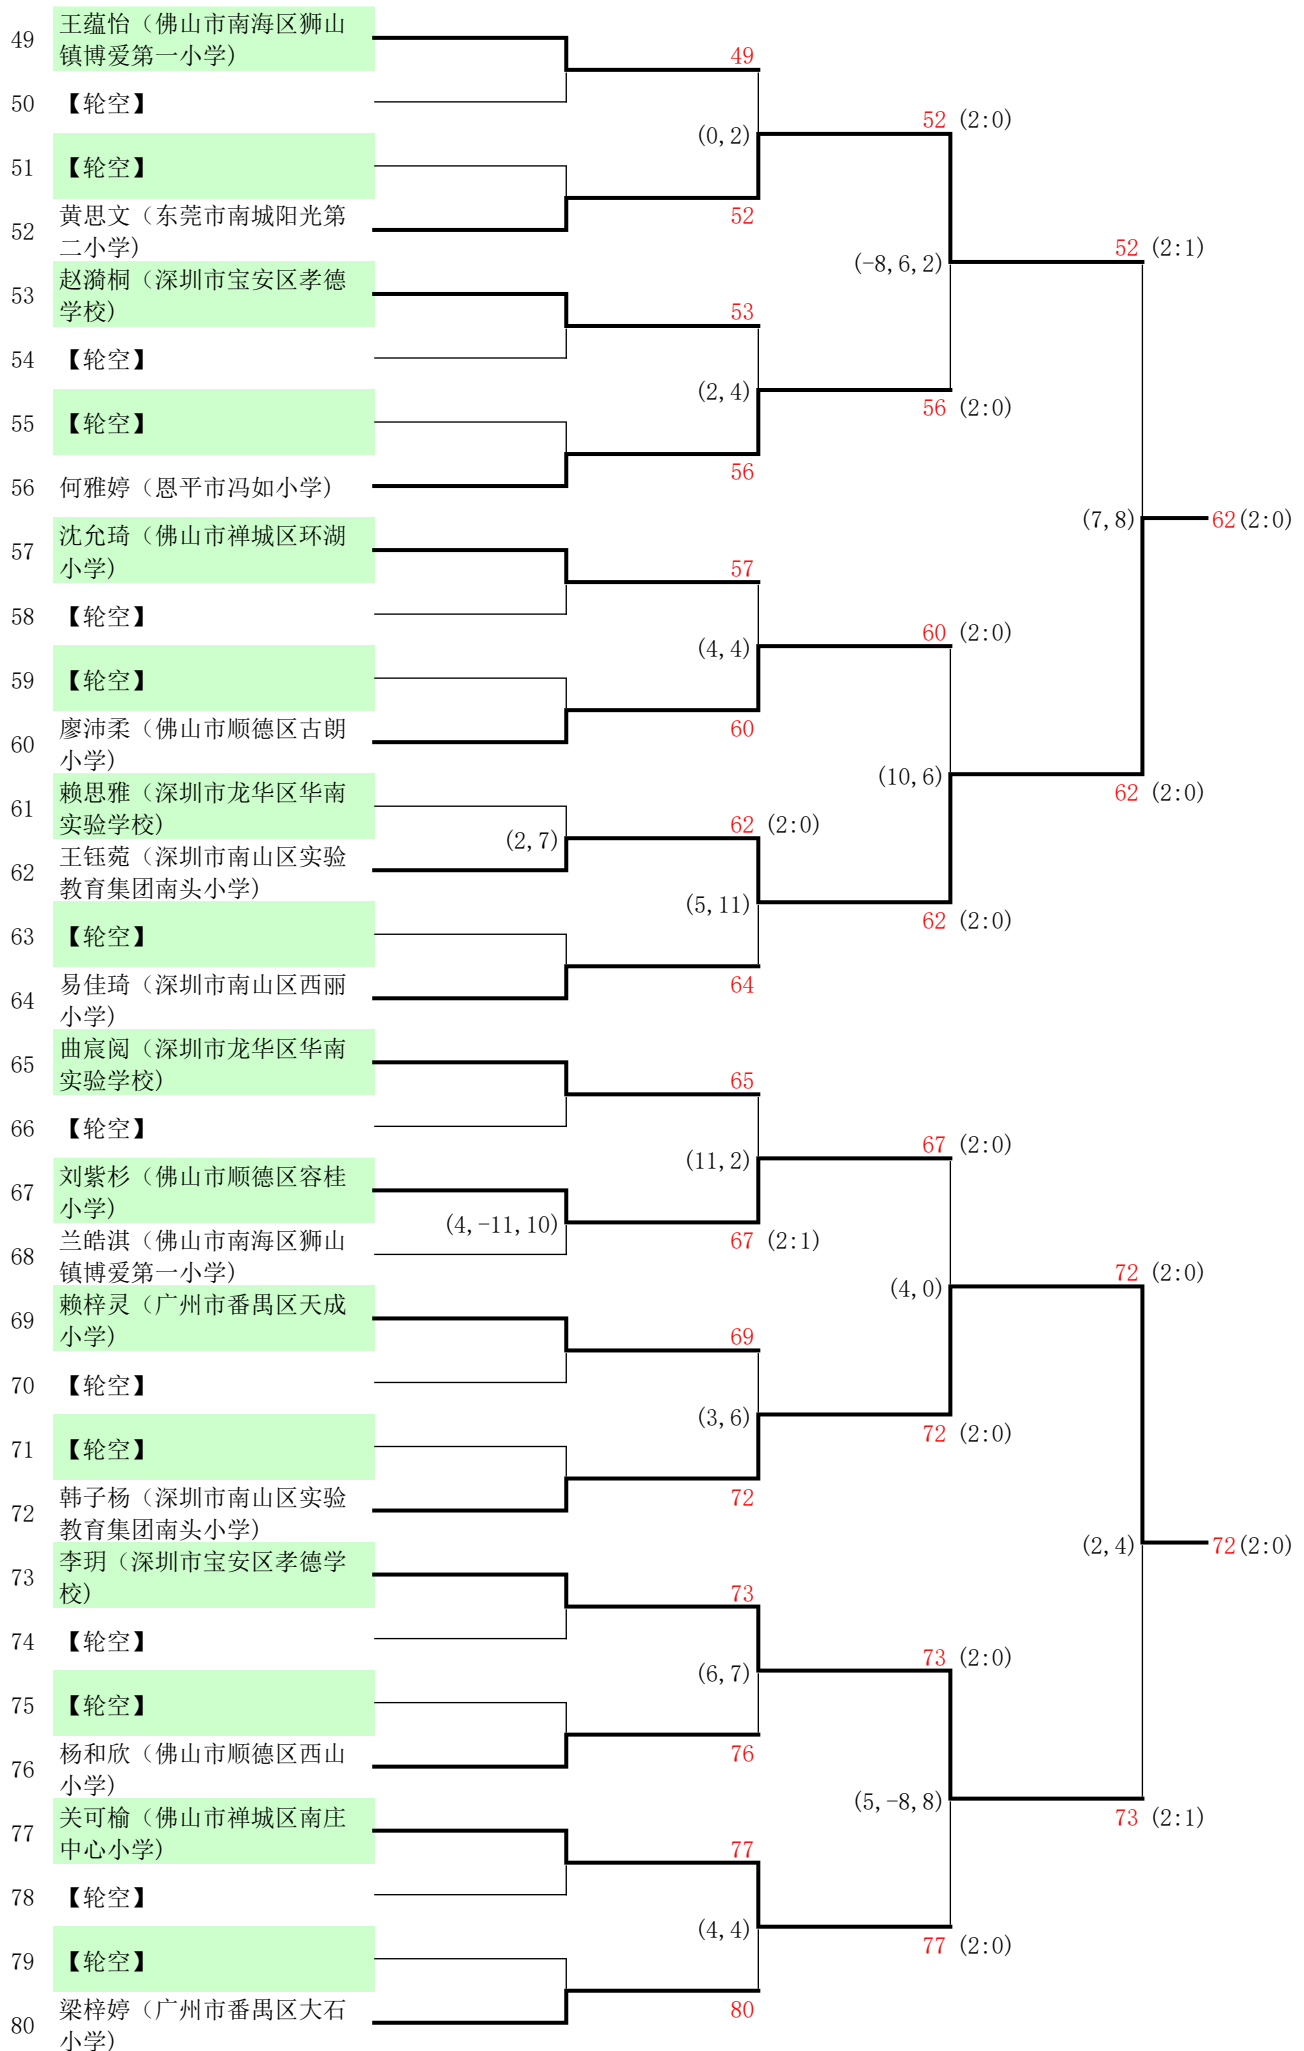 王蕴怡（佛山市南海区狮山
49
镇博爱第一小学）
49
50 【轮空】
52 (2:0)
(0,2)
51 【轮空】
黄思文（东莞市南城阳光第
52
52
二小学）
52 (2:1)
(-8,6,2)
赵漪桐（深圳市宝安区孝德
53
学校）
53
54 【轮空】
(2,4)
56 (2:0)
55 【轮空】
56
56 何雅婷（恩平市冯如小学）
(7,8)
62(2:0)
沈允琦（佛山市禅城区环湖
57
小学）
57
58 【轮空】
60 (2:0)
(4,4)
59 【轮空】
廖沛柔（佛山市顺德区古朗
60
60
小学）
(10,6)
62 (2:0)
赖思雅（深圳市龙华区华南
61
实验学校）
62 (2:0)
(2,7)
王钰菀（深圳市南山区实验
62
教育集团南头小学）
(5,11)
62 (2:0)
63 【轮空】
易佳琦（深圳市南山区西丽
64
64
小学）
曲宸阅（深圳市龙华区华南
65
实验学校）
65
66 【轮空】
67 (2:0)
(11,2)
刘紫杉（佛山市顺德区容桂
67
小学）
(4,-11,10)
67 (2:1)
兰皓淇（佛山市南海区狮山
68
镇博爱第一小学）
72 (2:0)
(4,0)
赖梓灵（广州市番禺区天成
69
小学）
69
70 【轮空】
(3,6)
72 (2:0)
71 【轮空】
韩子杨（深圳市南山区实验
72
72
教育集团南头小学）
(2,4)
72(2:0)
李玥（深圳市宝安区孝德学
73
校）
73
74 【轮空】
73 (2:0)
(6,7)
75 【轮空】
杨和欣（佛山市顺德区西山
76
76
小学）
(5,-8,8)
73 (2:1)
关可榆（佛山市禅城区南庄
77
中心小学）
77
78 【轮空】
(4,4)
77 (2:0)
79 【轮空】
梁梓婷（广州市番禺区大石
80
80
小学）